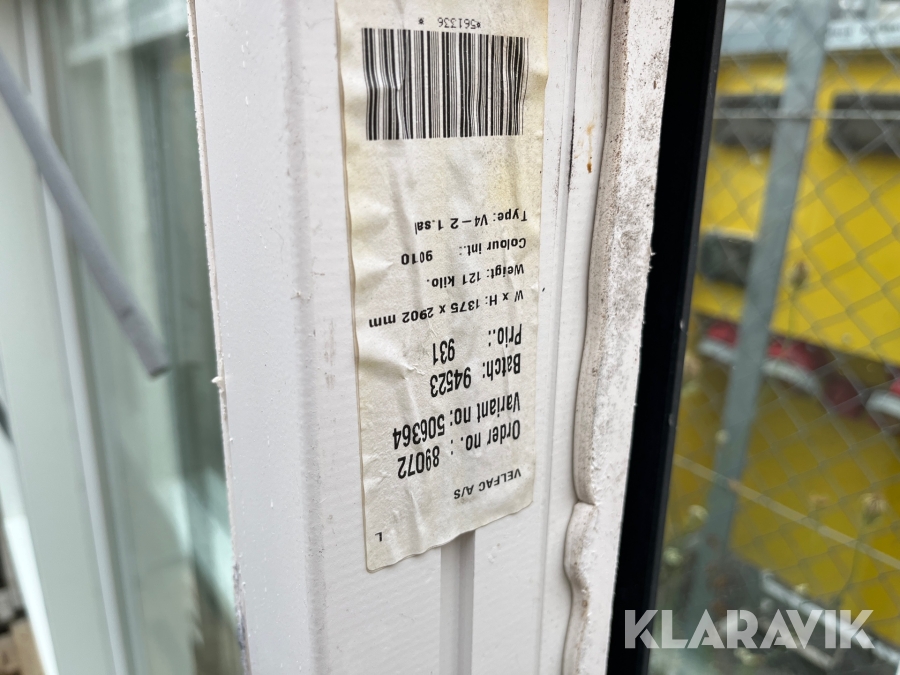 L
VELFAC A/S
Order no. : 89072
Variant no: 506364
Batch: 94523
Prio.: 931
W x H: 1375 x 2902 mm
Weigt: 121 kilo.
Colour int.: 9010
Type: V4-2 1.sal
*561336 *
KLARAVIK